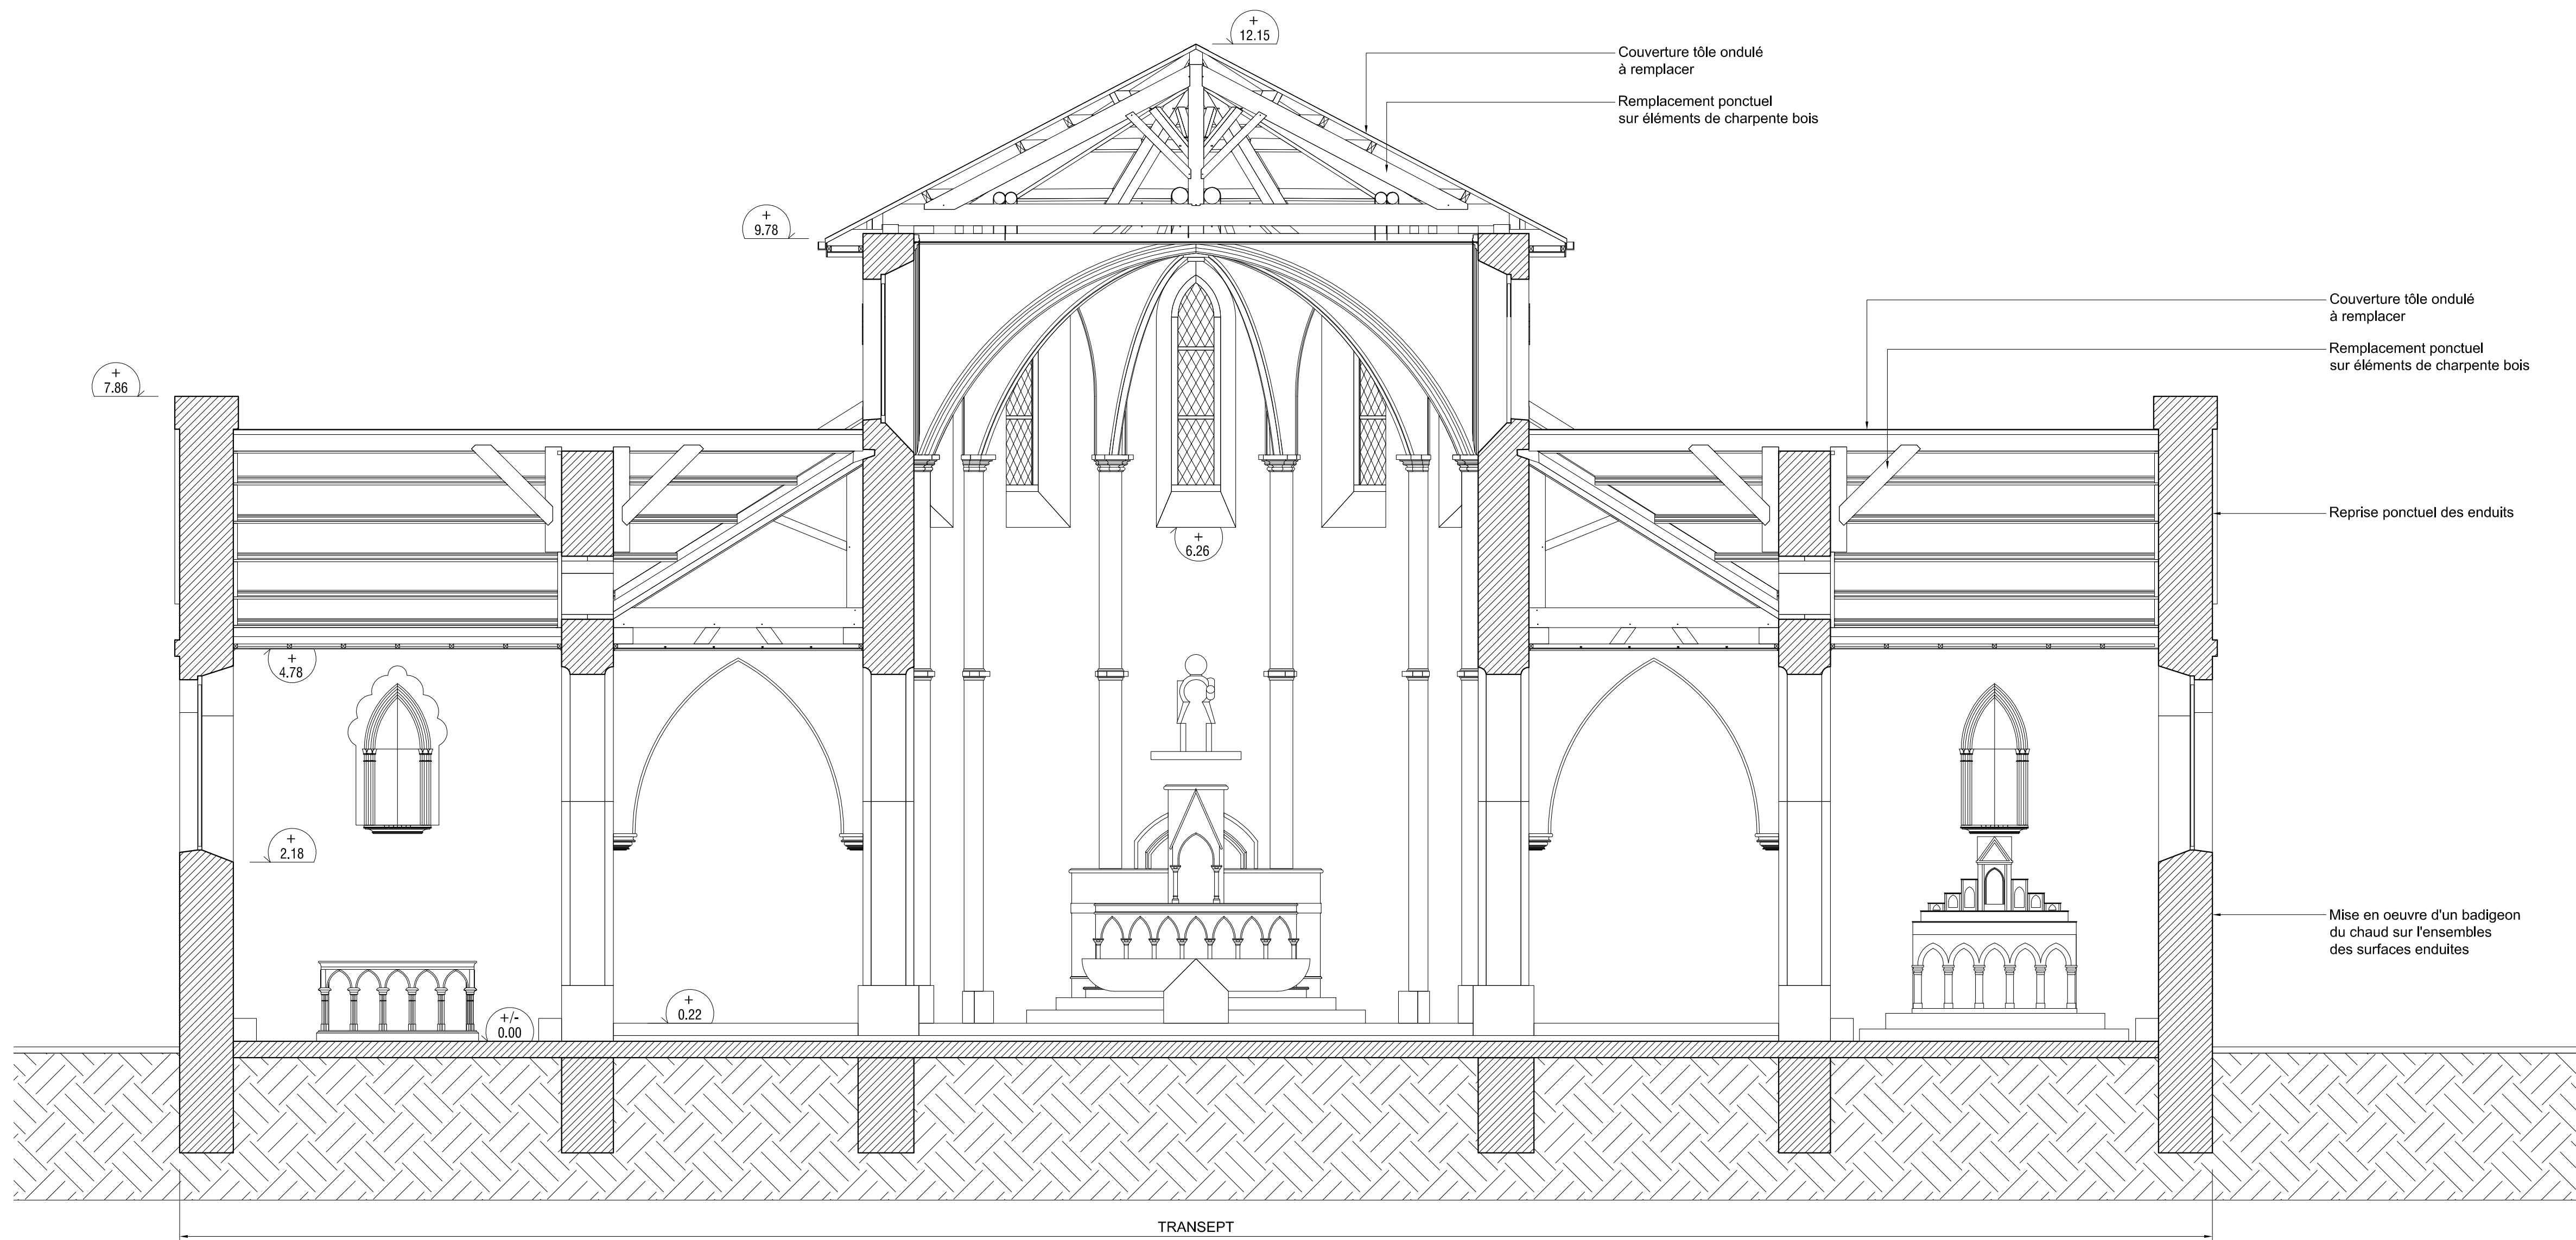 +
12.15
Couverture tôle ondulé
à remplacer
Remplacement ponctuel
sur éléments de charpente bois
+
9.78
Couverture tôle ondulé
à remplacer
Remplacement ponctuel
sur éléments de charpente bois
+
7.86
Reprise ponctuel des enduits
+
6.26
+
4.78
+
2.18
Mise en oeuvre d'un badigeon
du chaud sur l'ensembles
des surfaces enduites
+
0.22
+/-
0.00
TRANSEPT